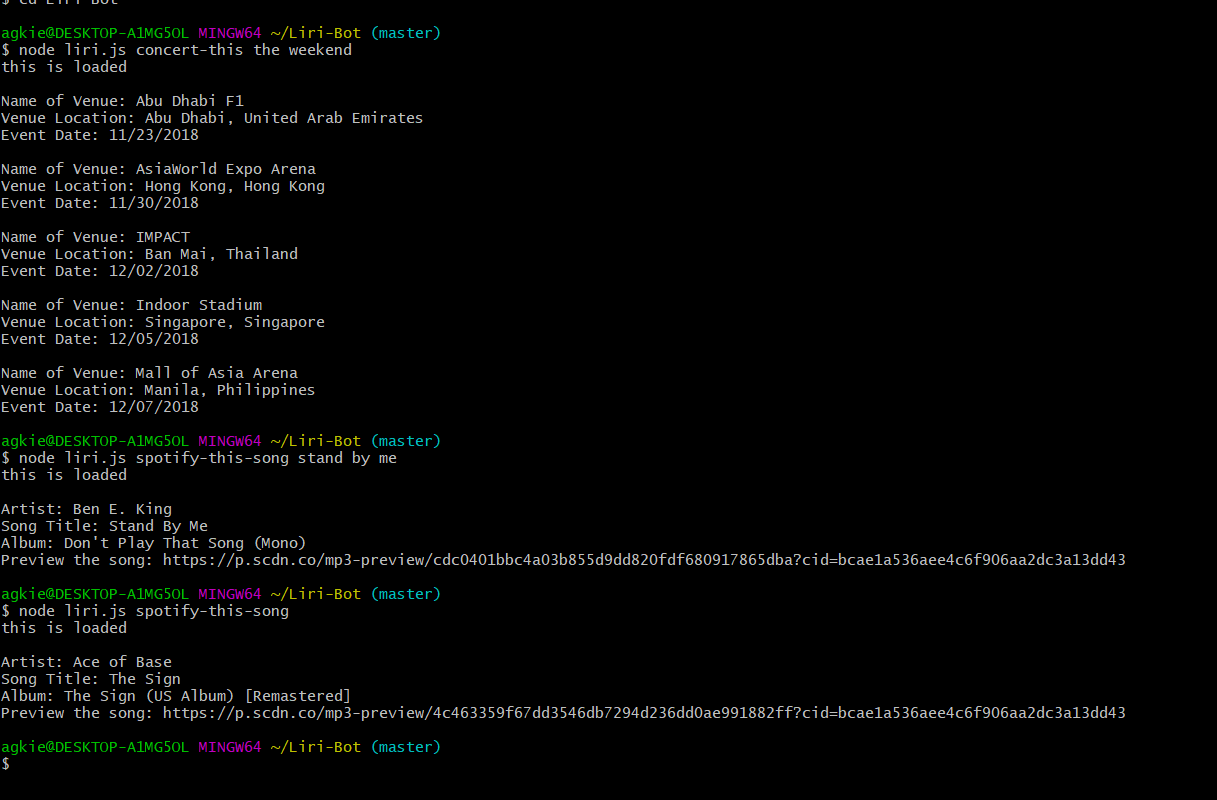 $ cd Liri-Bot
agkie@DESKTOP-A1MG5OL MINGW64 ~/Liri-Bot (master)
$ node liri.js concert-this the weekend
this is loaded
Name of Venue: Abu Dhabi F1
Venue Location: Abu Dhabi, United Arab Emirates
Event Date: 11/23/2018
Name of Venue: AsiaWorld Expo Arena
Venue Location: Hong Kong, Hong Kong
Event Date: 11/30/2018
Name of Venue: IMPACT
Venue Location: Ban Mai, Thailand
Event Date: 12/02/2018
Name of Venue: Indoor Stadium
Venue Location: Singapore, Singapore
Event Date: 12/05/2018
Name of Venue: Mall of Asia Arena
Venue Location: Manila, Philippines
Event Date: 12/07/2018
agkie@DESKTOP-A1MG5OL MINGW64 ~/Liri-Bot (master)
$ node liri.js spotify-this-song stand by me
this is loaded
Artist: Ben E. King
Song Title: Stand By Me
Album: Don't Play That Song (Mono)
Preview the song: https://p.scdn.co/mp3-preview/cdc0401bbc4a03b855d9dd820fdf680917865dba?cid=bcae1a536aee4c6f906aa2dc3a13dd43
agkie@DESKTOP-A1MG5OL MINGW64 ~/Liri-Bot (master)
$ node liri.js spotify-this-song
this is loaded
Artist: Ace of Base
Song Title: The Sign
Album: The Sign (US Album) [Remastered]
Preview the song: https://p.scdn.co/mp3-preview/4c463359f67dd3546db7294d236dd0ae991882ff?cid=bcae1a536aee4c6f906aa2dc3a13dd43
agkie@DESKTOP-A1MG5OL MINGW64 ~/Liri-Bot (master)
$